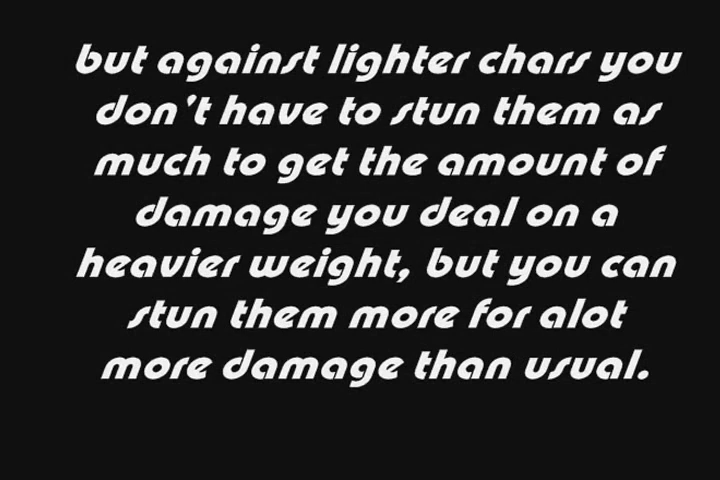 but against lighter chars you
don't have to stun them as
much to get the amount of
damage you deal on a
heavier weight, but you can
stun them more for alot
more damage than usual.